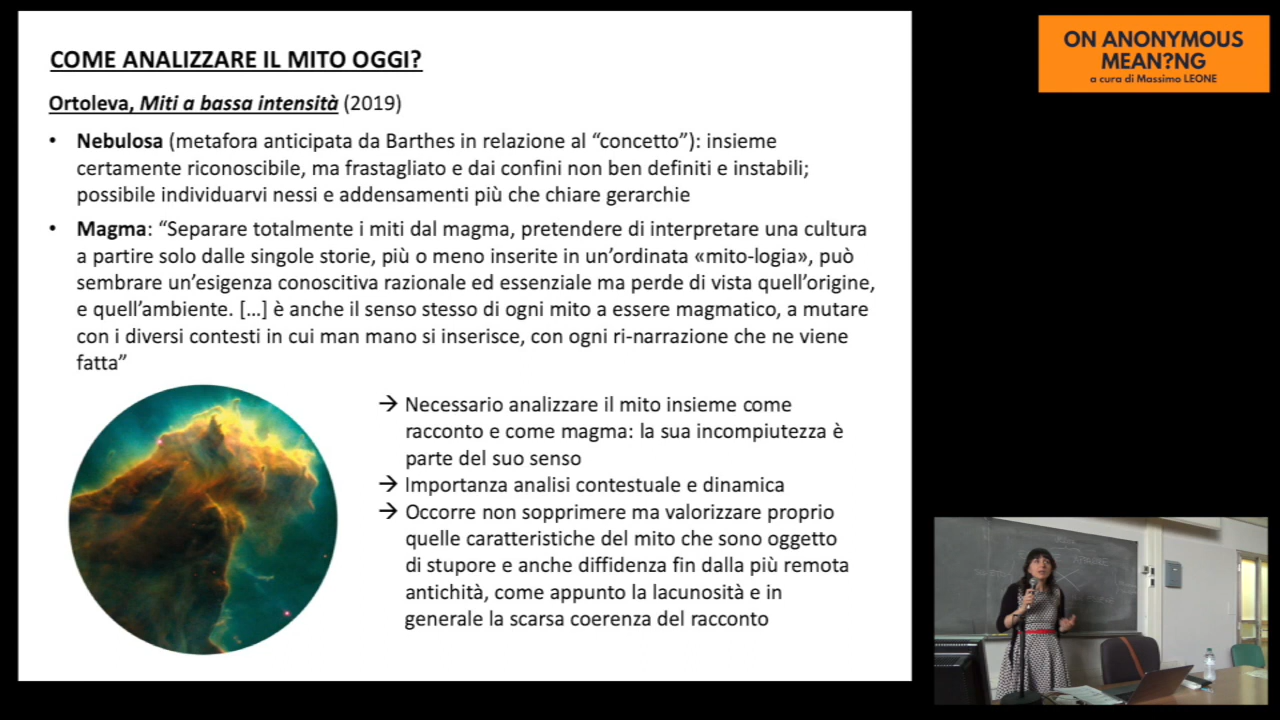 COME ANALIZZARE IL MITO OGGI?
Ortoleva, Miti a bassa intensità (2019)
• Nebulosa (metafora anticipata da Barthes in relazione al “concetto”): insieme
certamente riconoscibile, ma frastagliato e dai confini non ben definiti e instabili;
possibile individuarvi nessi e addensamenti più che chiare gerarchie
• Magma: “Separare totalmente i miti dal magma, pretendere di interpretare una cultura
a partire solo dalle singole storie, più o meno inserite in un’ordinata «mito-logia», può
sembrare un’esigenza conoscitiva razionale ed essenziale ma perde di vista quell’origine,
e quell’ambiente. […] è anche il senso stesso di ogni mito a essere magmatico, a mutare
con i diversi contesti in cui man mano si inserisce, con ogni ri-narrazione che ne viene
fatta”
→ Necessario analizzare il mito insieme come
racconto e come magma: la sua incompiutezza è
parte del suo senso
→ Importanza analisi contestuale e dinamica
→ Occorre non sopprimere ma valorizzare proprio
quelle caratteristiche del mito che sono oggetto
di stupore e anche diffidenza fin dalla più remota
antichità, come appunto la lacunosità e in
generale la scarsa coerenza del racconto
ON ANONYMOUS
MEAN?NG
a cura di Massimo LEONE